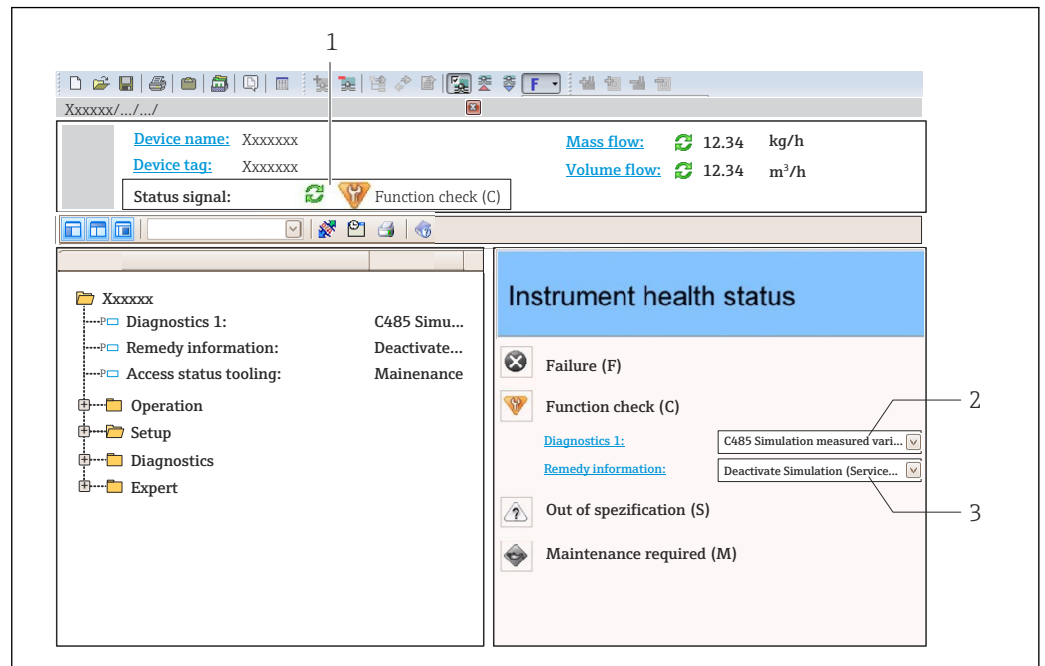 1
F
Xxxxxx/.../.../
Device name: Xxxxxxx
Mass flow: 12.34 kg/h
Device tag: Xxxxxxx
Volume flow: 12.34 m³/h
Status signal: Function check (C)
Xxxxxx
Diagnostics 1: C485 Simu...
Remedy information: Deactivate...
Access status tooling: Mainenance
Operation
Setup
Diagnostics
Expert
Instrument health status
Failure (F)
Function check (C)
Diagnostics 1: C485 Simulation measured vari...
Remedy information: Deactivate Simulation (Service...
Out of spezification (S)
Maintenance required (M)
2
3